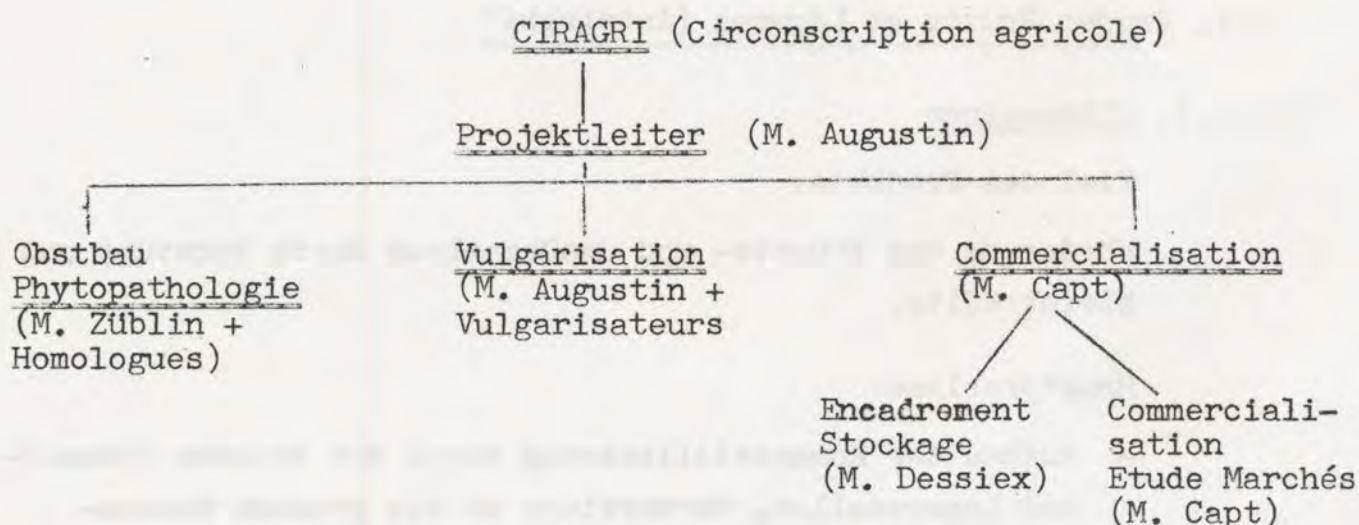 CIRAGRI (Circonscription agricole)
Projektleiter (M. Augustin)
Obstbau
Phytopathologie
(M. Züblin +
Homologues)
Vulgarisation
(M. Augustin +
Vulgarisateurs
Commercialisation
(M. Capt)
Encadrement
Stockage
(M. Dessiex)
Commerciali-
sation
Etude Marchés
(M. Capt)